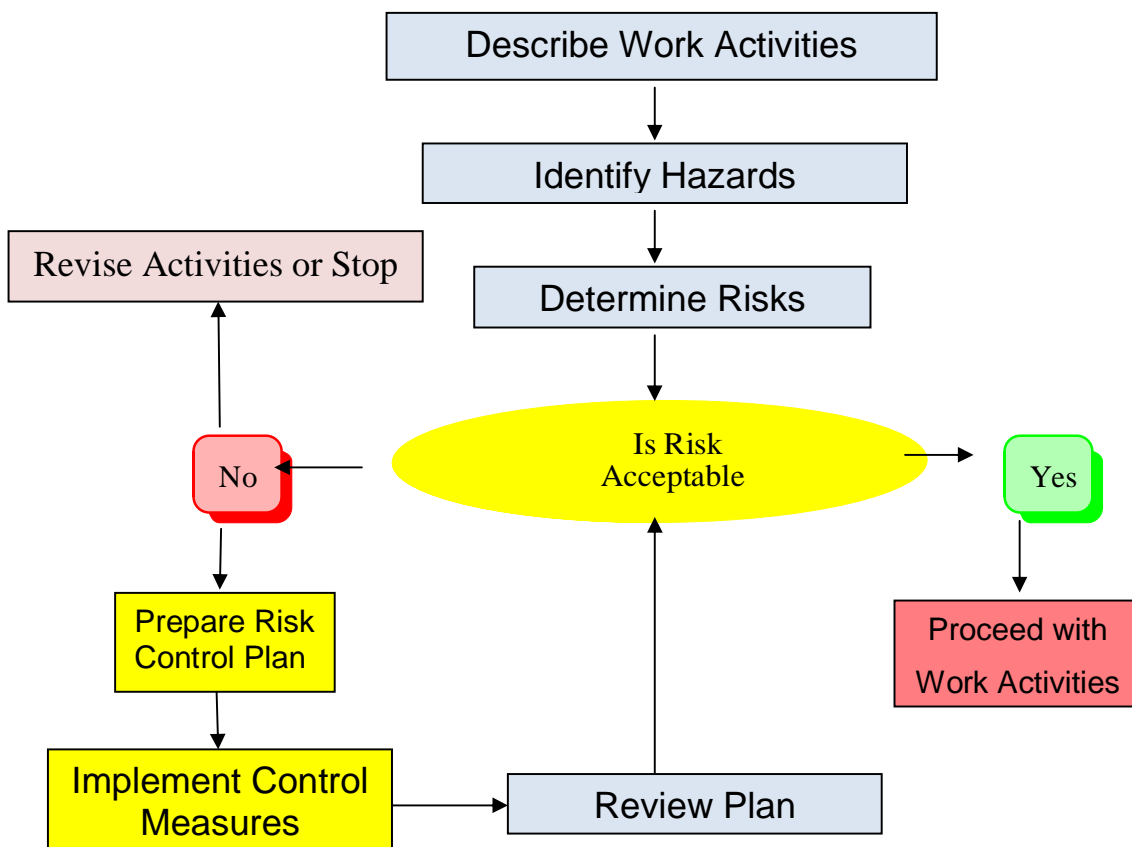 Describe Work Activities
Identify Hazards
Revise Activities or Stop
Determine Risks
Is Risk
Acceptable
No
Yes
Prepare Risk
Control Plan
Proceed with
Work Activities
Implement Control
Measures
Review Plan